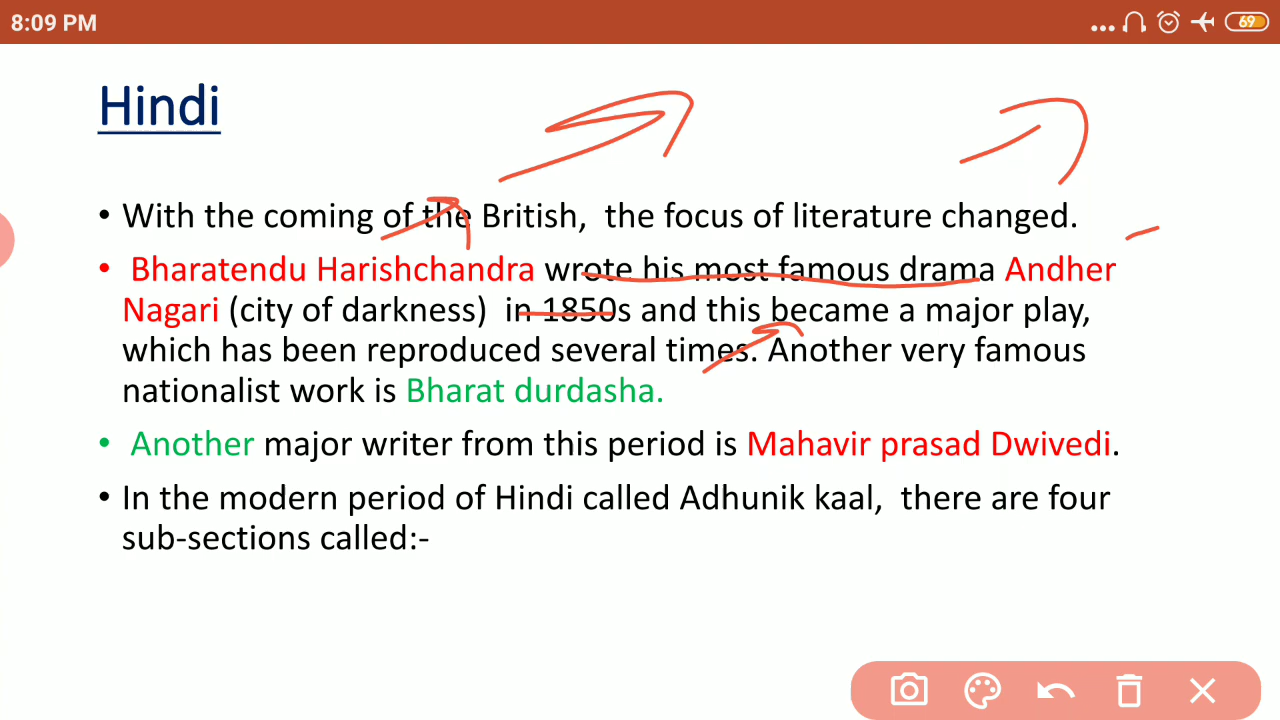 8:09 PM
69
Hindi
• With the coming of the British, the focus of literature changed.
• Bharatendu Harishchandra wrote his most famous drama Andher
Nagari (city of darkness) in 1850s and this became a major play,
which has been reproduced several times. Another very famous
nationalist work is Bharat durdasha.
• Another major writer from this period is Mahavir prasad Dwivedi.
• In the modern period of Hindi called Adhunik kaal, there are four
sub-sections called:-